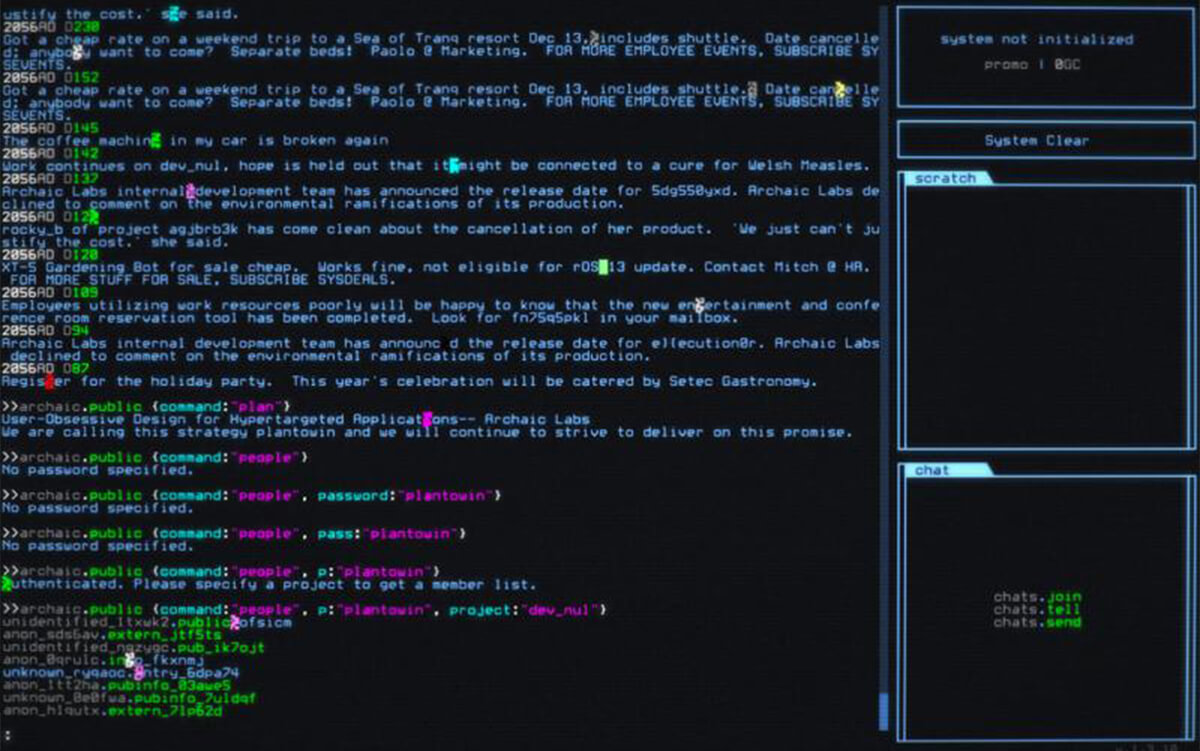 ustify the cost.' she said.
2056AD D230
Got a cheap rate on a weekend trip to a Sea of Tranq resort Dec 13, includes shuttle.  Date cancelle
d; anybody want to come?  Separate beds!  Paolo @ Marketing.  FOR MORE EMPLOYEE EVENTS, SUBSCRIBE SY
SEVENTS.
2056AD D152
Got a cheap rate on a weekend trip to a Sea of Tranq resort Dec 13, includes shuttle.  Date cancelle
d; anybody want to come?  Separate beds!  Paolo @ Marketing.  FOR MORE EMPLOYEE EVENTS, SUBSCRIBE SY
SEVENTS.
2056AD D145
The coffee machine in my car is broken again
2056AD D142
Work continues on dev_nul, hope is held out that it might be connected to a cure for Welsh Measles.
2056AD D137
Archaic Labs internal development team has announced the release date for 5dg550yxd. Archaic Labs de
clined to comment on the environmental ramifications of its production.
2056AD
rocky_b of project agjbrb3k has come clean about the cancellation of her product.  'We just can't ju
stify the cost.' she said.
2056AD D120
XT-5 Gardening Bot for sale cheap.  Works fine, not eligible for rOS 13 update. Contact Mitch @ HR.
 FOR MORE STUFF FOR SALE, SUBSCRIBE SYSDEALS.
2056AD D109
Employees utilizing work resources poorly will be happy to know that the new entertainment and confe
rence room reservation tool has been completed.  Look for fn75q5pkl in your mailbox.
2056AD D94
Archaic Labs internal development team has announc d the release date for e)(ecution0r. Archaic Labs
 declined to comment on the environmental ramifications of its production.
2056AD D87
Register for the holiday party.  This year's celebration will be catered by Setec Gastronomy.
>>archaic.public {command:"plan"}
User-Obsessive Design for Hypertargeted Applications-- Archaic Labs
We are calling this strategy plantowin and we will continue to strive to deliver on this promise.
>>archaic.public {command:"people"}
No password specified.
>>archaic.public {command:"people", password:"plantowin"}
No password specified.
>>archaic.public {command:"people", pass:"plantowin"}
No password specified.
>>archaic.public {command:"people", p:"plantowin"}
Authenticated. Please specify a project to get a member list.
>>archaic.public {command:"people", p:"plantowin", project:"dev_nul"}
unidentified_1txwk2.public_ofsicm
anon_sds6av.extern_jtf5ts
unidentified_nqzygc.pub_ik7ojt
anon_0qrulc.info_fkxnmj
unknown_ryqaoc.entry_6dpa74
anon_1tt2ha.pubinfo_03awe5
unknown_0e0fwa.pubinfo_7uldqf
anon_h1qutx.extern_71p62d
:
system not initialized
promo | 0GC
System Clear
scratch
chat
chats.join
chats.tell
chats.send